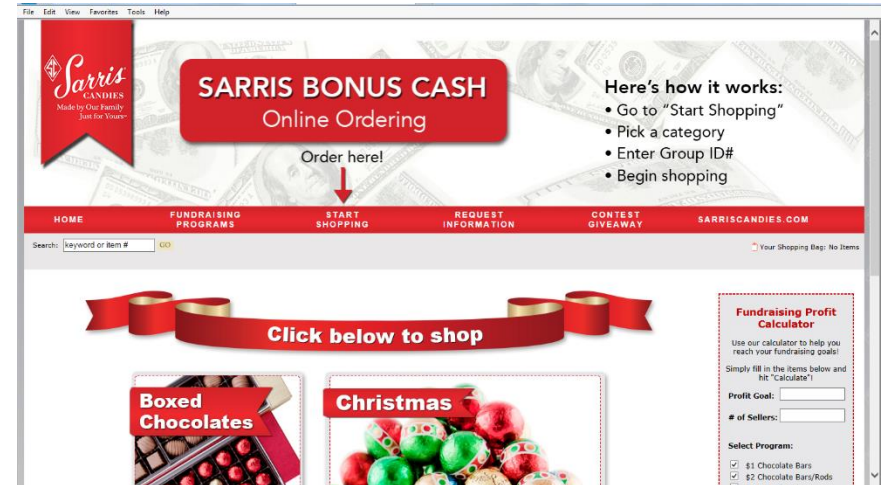 File Edit View Favorites Tools Help
Sarris
CANDIES
Made by Our Family
Just for Yours
SARRIS BONUS CASH
Online Ordering
Order here!
Here's how it works:
• Go to "Start Shopping"
• Pick a category
• Enter Group ID#
• Begin shopping
HOME
FUNDRAISING
PROGRAMS
START
SHOPPING
REQUEST
INFORMATION
CONTEST
GIVEAWAY
SARRISCANDIES.COM
Search: keyword or item # GO
Your Shopping Bag: No Items
Click below to shop
Boxed
Chocolates
Christmas
Fundraising Profit
Calculator
Use our calculator to help you
reach your fundraising goals!
Simply fill in the items below and
hit "Calculate"!
Profit Goal:
# of Sellers:
Select Program:
$1 Chocolate Bars
$2 Chocolate Bars/Rods